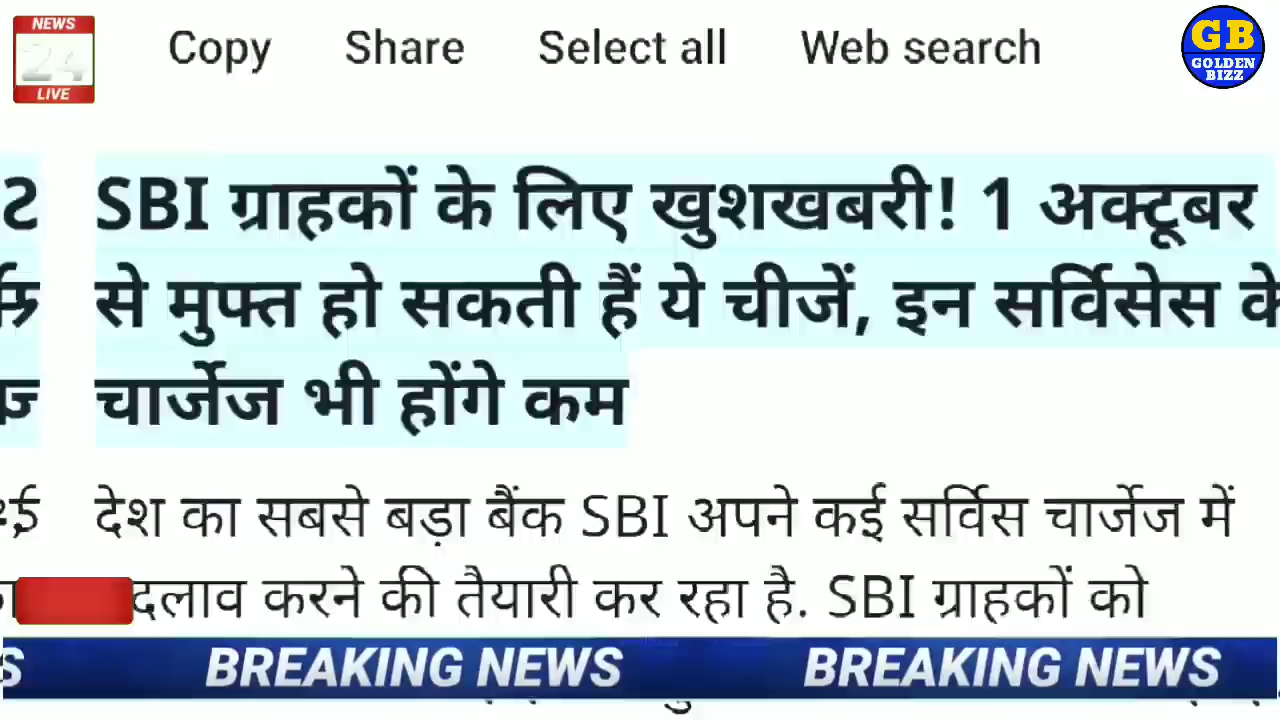 NEWS
24
LIVE
Copy Share Select all Web search
GB
GOLDEN
BIZZ
SBI ग्राहकों के लिए खुशखबरी! 1 अक्टूबर
से मुफ्त हो सकती हैं ये चीजें, इन सर्विसेस के
चार्जेज भी होंगे कम
देश का सबसे बड़ा बैंक SBI अपने कई सर्विस चार्जेज में
दलाव करने की तैयारी कर रहा है. SBI ग्राहकों को
BREAKING NEWS BREAKING NEWS